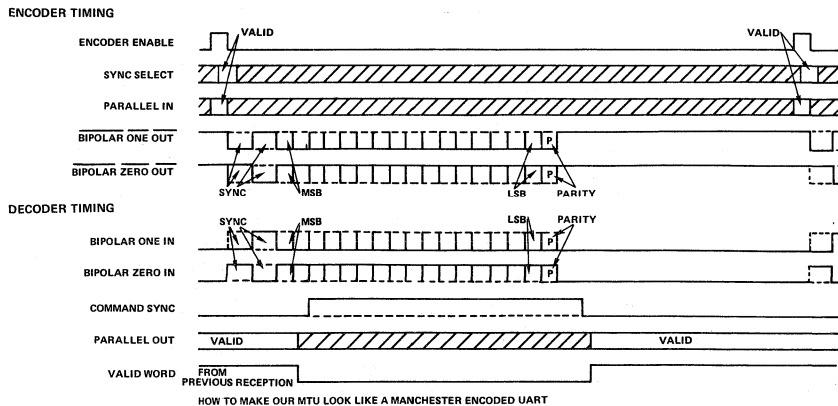 ENCODER TIMING
ENCODER ENABLE
VALID
VALID
SYNC SELECT
PARALLEL IN
BIPOLAR ONE OUT
P
BIPOLAR ZERO OUT
P
SYNC
MSB
LSB
PARITY
DECODER TIMING
SYNC
MSB
LSB
PARITY
BIPOLAR ONE IN
P
BIPOLAR ZERO IN
P
COMMAND SYNC
PARALLEL OUT
VALID
VALID
VALID WORD
FROM
PREVIOUS RECEPTION
HOW TO MAKE OUR MTU LOOK LIKE A MANCHESTER ENCODED UART